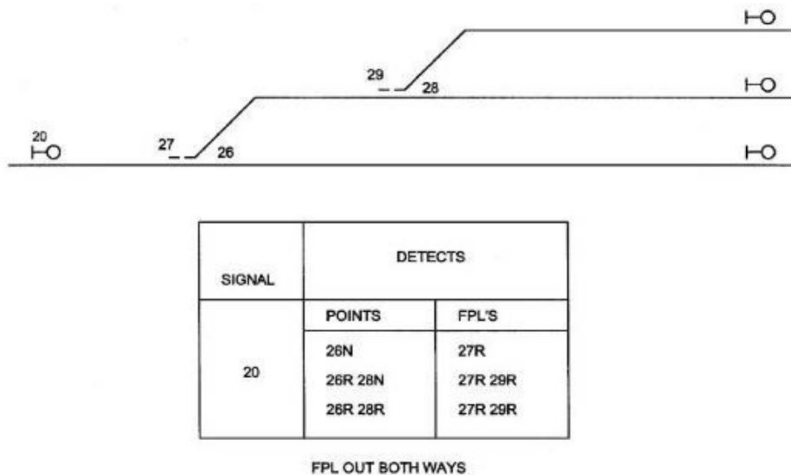 29
28
20
27
26
DETECTS
SIGNAL
POINTS FPL'S
26N 27R
20 26R 28N 27R 29R
26R 28R 27R 29R
FPL OUT BOTH WAYS